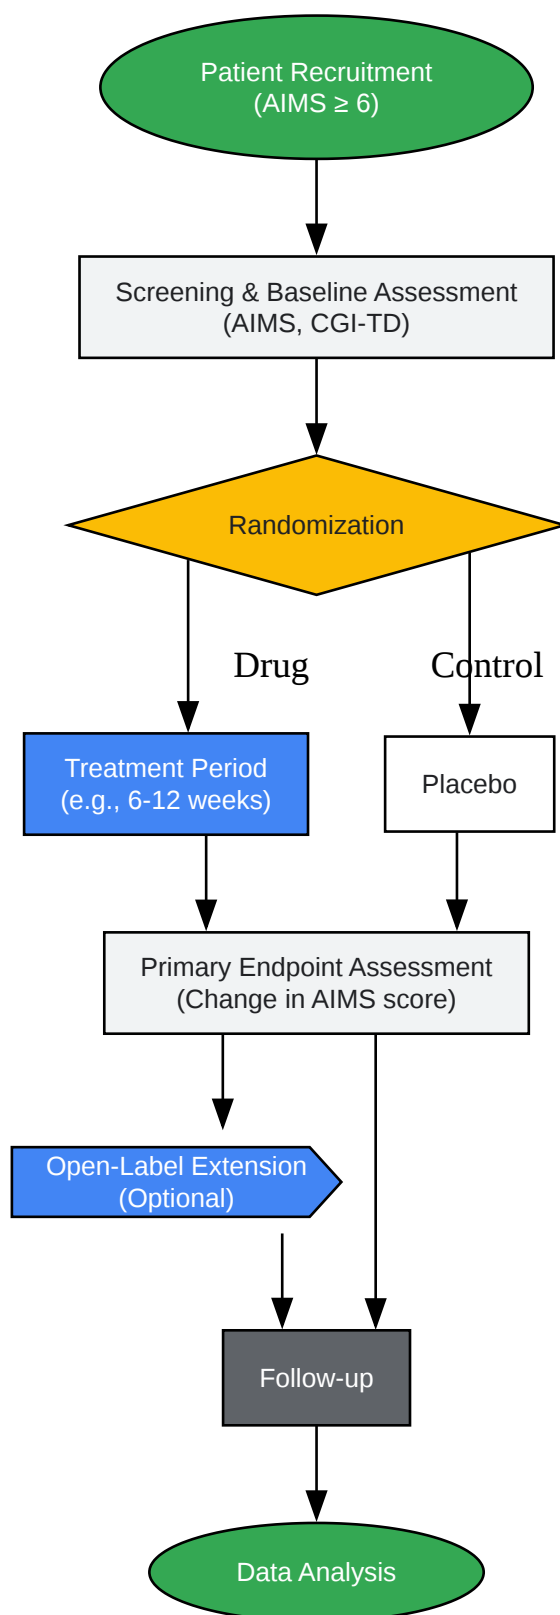 Patient Recruitment
(AIMS ≥ 6)
Screening & Baseline Assessment
(AIMS, CGI-TD)
Randomization
Drug
Control
Treatment Period
(e.g., 6-12 weeks)
Placebo
Primary Endpoint Assessment
(Change in AIMS score)
Open-Label Extension
(Optional)
Follow-up
Data Analysis